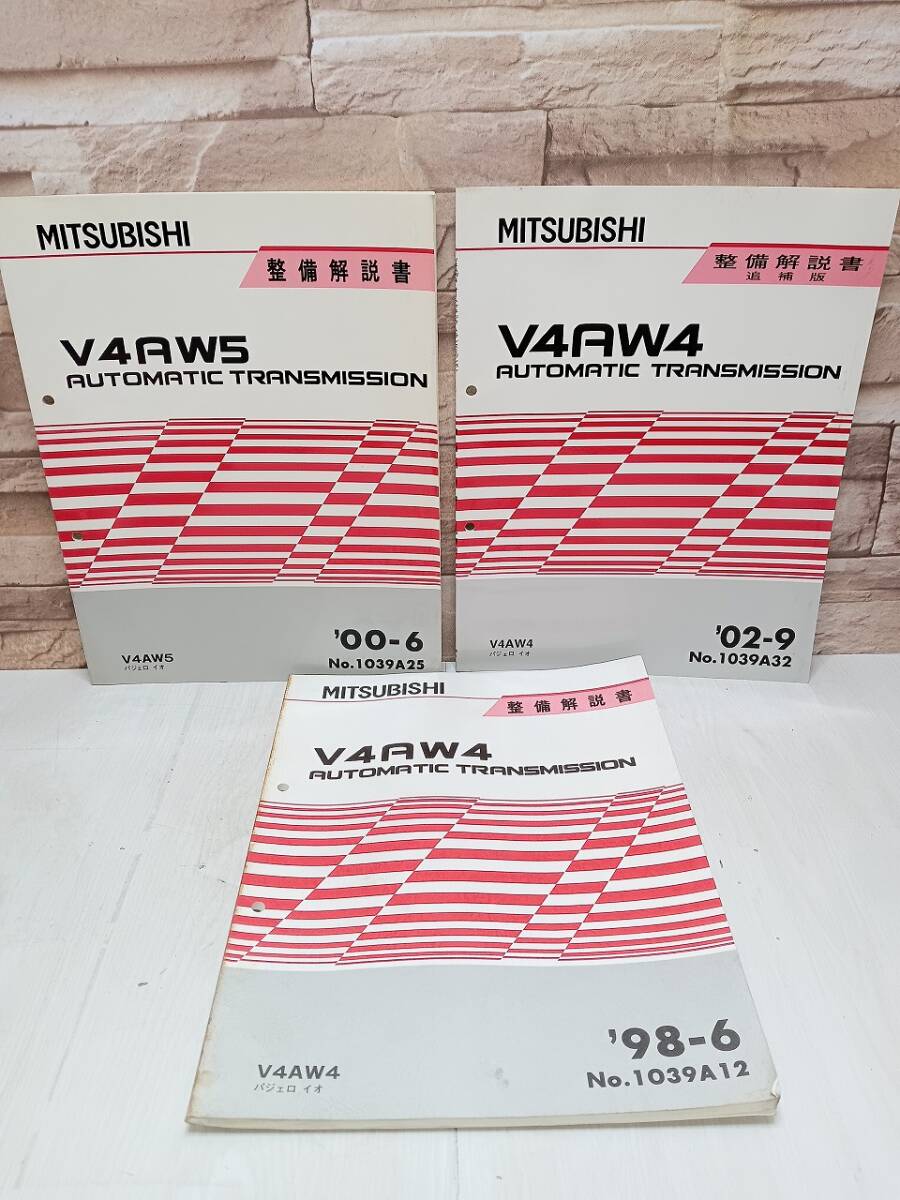 MITSUBISHI
整備解説書
V4AW5
AUTOMATIC TRANSMISSION
'00-6
V4AW5
パジェロ イオ
No.1039A25
MITSUBISHI
整備解説書
追補版
V4AW4
AUTOMATIC TRANSMISSION
'02-9
V4AW4
パジェロ イオ
No.1039A32
MITSUBISHI
整備解説書
V4AW4
AUTOMATIC TRANSMISSION
'98-6
V4AW4
パジェロ イオ
No.1039A12